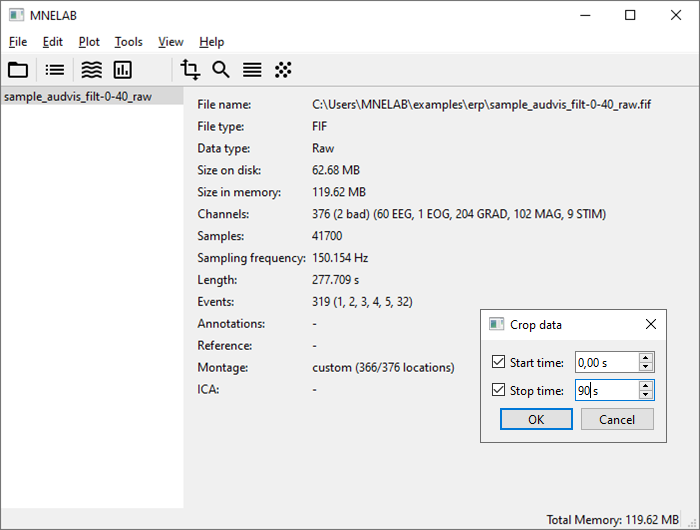 MNELAB
File Edit Plot Tools View Help
sample_audvis_filt-0-40_raw
File name: C:\Users\MNELAB\examples\erp\sample_audvis_filt-0-40_raw.fif
File type: FIF
Data type: Raw
Size on disk: 62.68 MB
Size in memory: 119.62 MB
Channels: 376 (2 bad) (60 EEG, 1 EOG, 204 GRAD, 102 MAG, 9 STIM)
Samples: 41700
Sampling frequency: 150.154 Hz
Length: 277.709 s
Events: 319 (1, 2, 3, 4, 5, 32)
Annotations: -
Reference: -
Montage: custom (366/376 locations)
ICA: -
Crop data
Start time: 0,00 s
Stop time: 90 s
OK Cancel
Total Memory: 119.62 MB